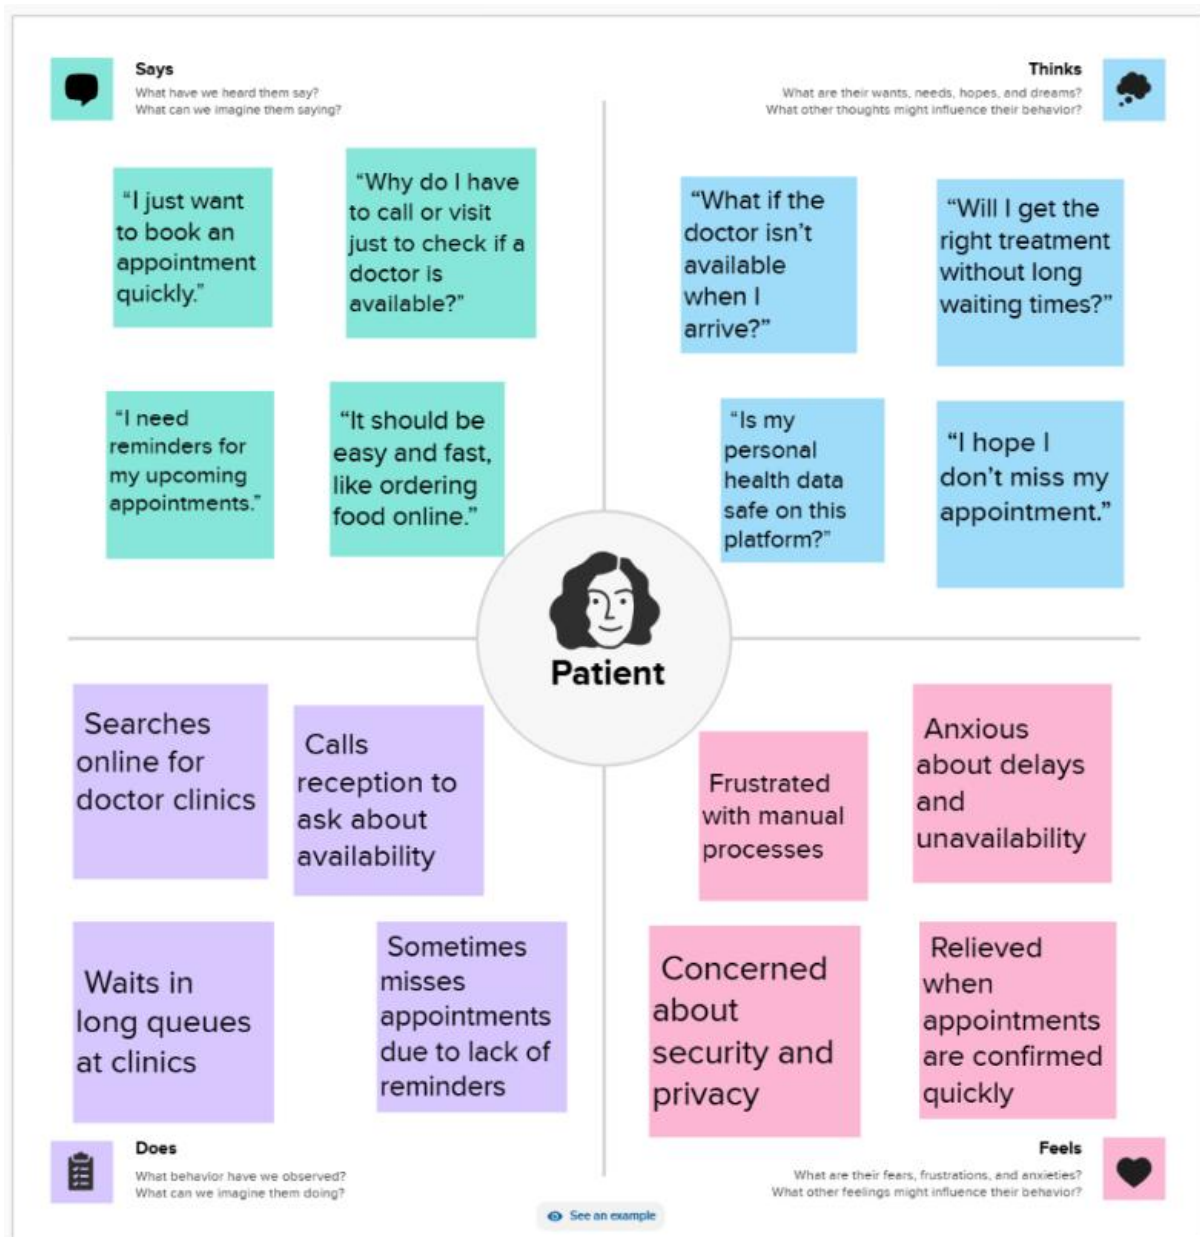 Says
What have we heard them say?
What can we imagine them saying?
Thinks
What are their wants, needs, hopes, and dreams?
What other thoughts might influence their behavior?
“I just want
to book an
appointment
quickly.”
“Why do I have
to call or visit
just to check if a
doctor is
available?”
“What if the
doctor isn’t
available
when I
arrive?”
“Will I get the
right treatment
without long
waiting times?”
“I need
reminders for
my upcoming
appointments.”
“It should be
easy and fast,
like ordering
food online.”
“Is my
personal
health data
safe on this
platform?”
“I hope I
don’t miss my
appointment.”
Patient
Searches
online for
doctor clinics
Calls
reception to
ask about
availability
Frustrated
with manual
processes
Anxious
about delays
and
unavailability
Waits in
long queues
at clinics
Sometimes
misses
appointments
due to lack of
reminders
Concerned
about
security and
privacy
Relieved
when
appointments
are confirmed
quickly
Does
What behavior have we observed?
What can we imagine them doing?
Feels
What are their fears, frustrations, and anxieties?
What other feelings might influence their behavior?
See an example